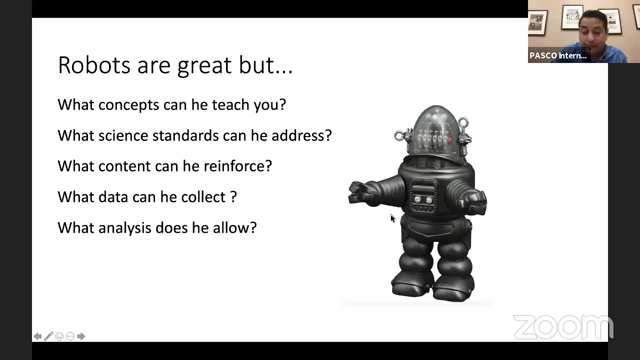 Robots are great but...
What concepts can he teach you?
What science standards can he address?
What content can he reinforce?
What data can he collect ?
What analysis does he allow?
PASCO Intern...
zoom